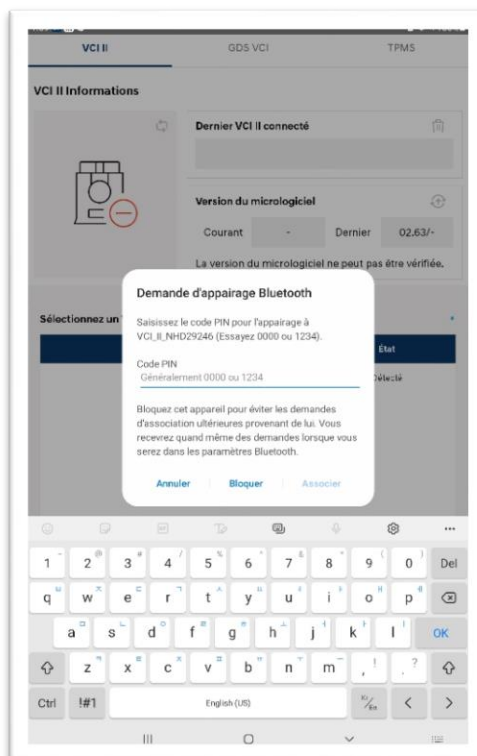 VCI II
GDS VCI
TPMS
VCI II Informations
Dernier VCI II connecté
Version du micrologiciel
Courant
-
Dernier
02.63/-
La version du micrologiciel ne peut pas être vérifiée.
Sélectionnez un
État
Détecté
Demande d'appairage Bluetooth
Saisissez le code PIN pour l'appairage à
VCI_II_NHD29246 (Essayez 0000 ou 1234).
Code PIN
Généralement 0000 ou 1234
Bloquez cet appareil pour éviter les demandes
d'association ultérieures provenant de lui. Vous
recevrez quand même des demandes lorsque vous
serez dans les paramètres Bluetooth.
Annuler
Bloquer
Associer
1 2 3 4 5 6 7 8 9 0 Del
q w e r t y u i o p
a s d f g h j k l OK
z x c v b n m , ! . ?
Ctrl !#1 English (US) < >